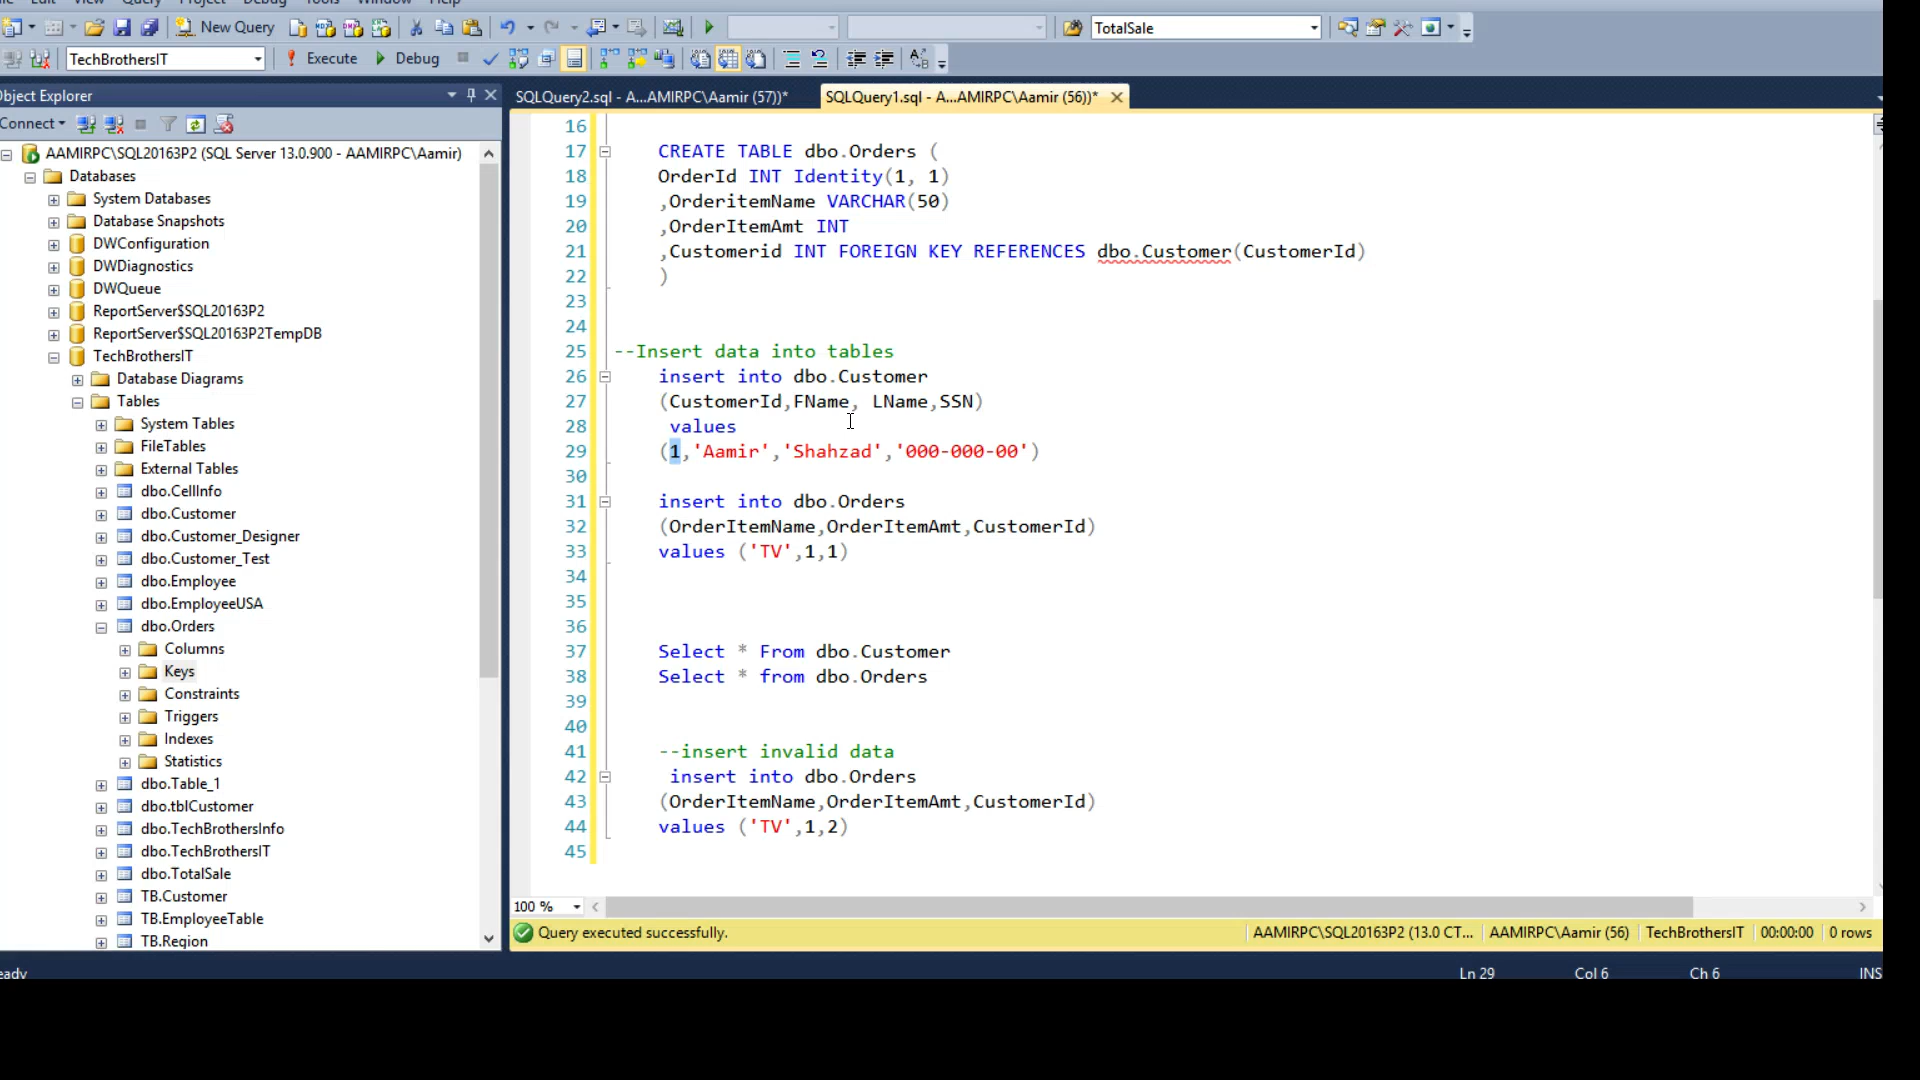 Edit View Query Project Debug Tools Window Help
New Query
TotalSale
TechBrothersIT
Execute
Debug
Object Explorer
SQLQuery2.sql - A...AMIRPC\Aamir (57))*
SQLQuery1.sql - A...AMIRPC\Aamir (56))*
Connect
AAMIRPC\SQL20163P2 (SQL Server 13.0.900 - AAMIRPC\Aamir)
Databases
System Databases
Database Snapshots
DWConfiguration
DWDiagnostics
DWQueue
ReportServer$SQL20163P2
ReportServer$SQL20163P2TempDB
TechBrothersIT
Database Diagrams
Tables
System Tables
FileTables
External Tables
dbo.CellInfo
dbo.Customer
dbo.Customer_Designer
dbo.Customer_Test
dbo.Employee
dbo.EmployeeUSA
dbo.Orders
Columns
Keys
Constraints
Triggers
Indexes
Statistics
dbo.Table_1
dbo.tblCustomer
dbo.TechBrothersInfo
dbo.TechBrothersIT
dbo.TotalSale
TB.Customer
TB.EmployeeTable
TB.Region
16
17 CREATE TABLE dbo.Orders (
18 OrderId INT Identity(1, 1)
19 ,OrderitemName VARCHAR(50)
20 ,OrderItemAmt INT
21 ,Customerid INT FOREIGN KEY REFERENCES dbo.Customer(CustomerId)
22 )
23
24
25 --Insert data into tables
26 insert into dbo.Customer
27 (CustomerId,FName, LName,SSN)
28 values
29 (1,'Aamir','Shahzad','000-000-00')
30
31 insert into dbo.Orders
32 (OrderItemName,OrderItemAmt,CustomerId)
33 values ('TV',1,1)
34
35
36
37 Select * From dbo.Customer
38 Select * from dbo.Orders
39
40
41 --insert invalid data
42 insert into dbo.Orders
43 (OrderItemName,OrderItemAmt,CustomerId)
44 values ('TV',1,2)
45
100 %
Query executed successfully.
AAMIRPC\SQL20163P2 (13.0 CT...
AAMIRPC\Aamir (56)
TechBrothersIT
00:00:00
0 rows
eady
Ln 29
Col 6
Ch 6
INS